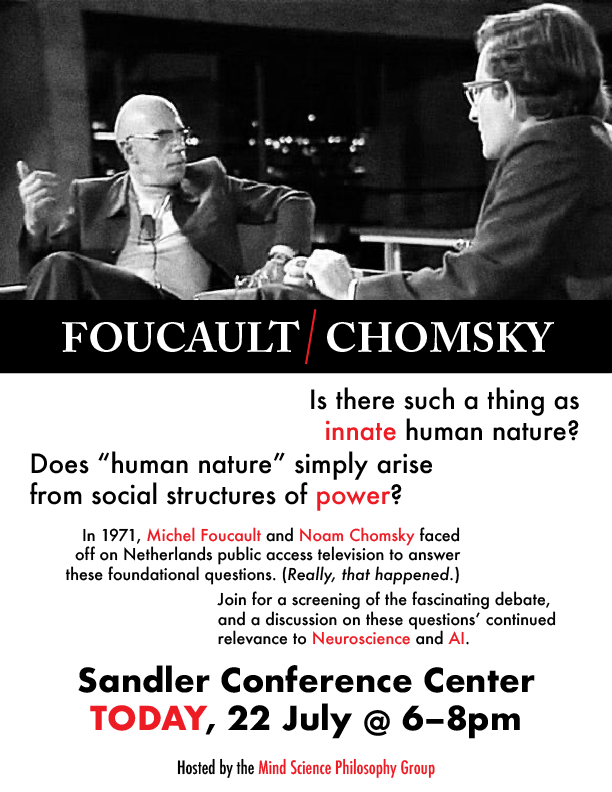 FOUCAULT/CHOMSKY
Is there such a thing as
innate human nature?
Does “human nature” simply arise
from social structures of power?
In 1971, Michel Foucault and Noam Chomsky faced
off on Netherlands public access television to answer
these foundational questions. (Really, that happened.)
Join for a screening of the fascinating debate,
and a discussion on these questions’ continued
relevance to Neuroscience and AI.
Sandler Conference Center
TODAY, 22 July @ 6–8pm
Hosted by the Mind Science Philosophy Group